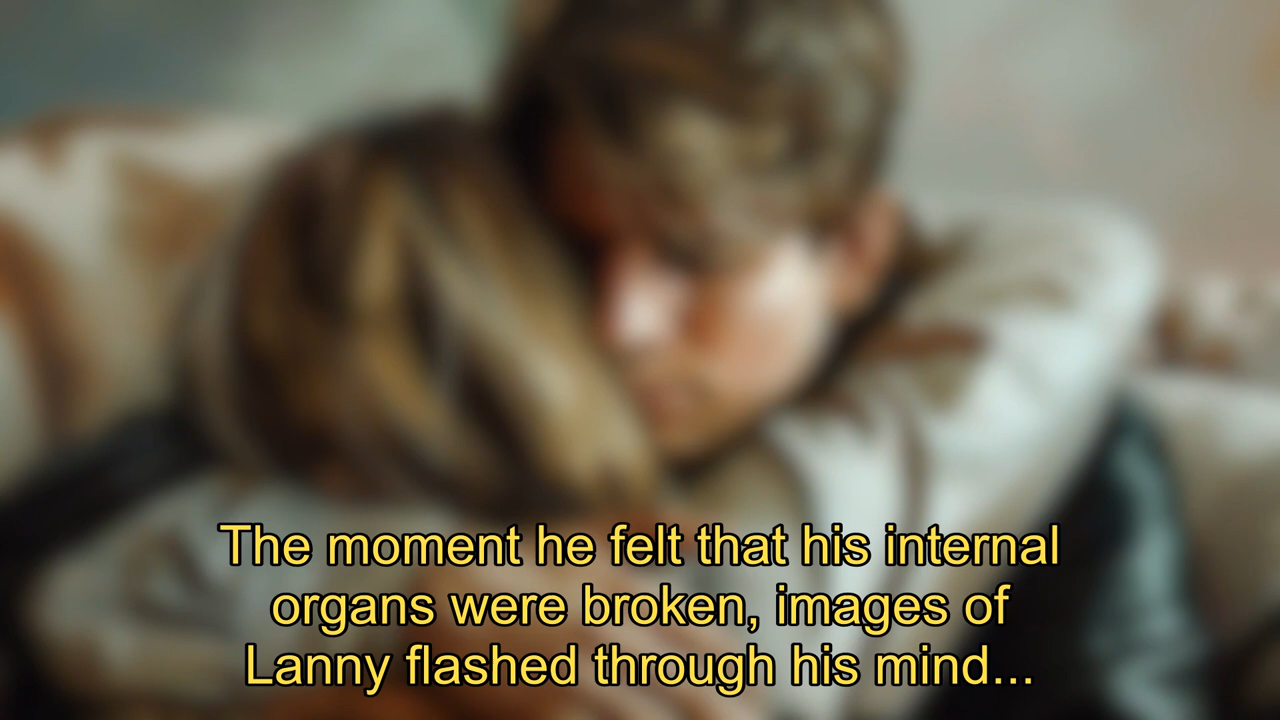 The moment he felt that his internal
organs were broken, images of
Lanny flashed through his mind...